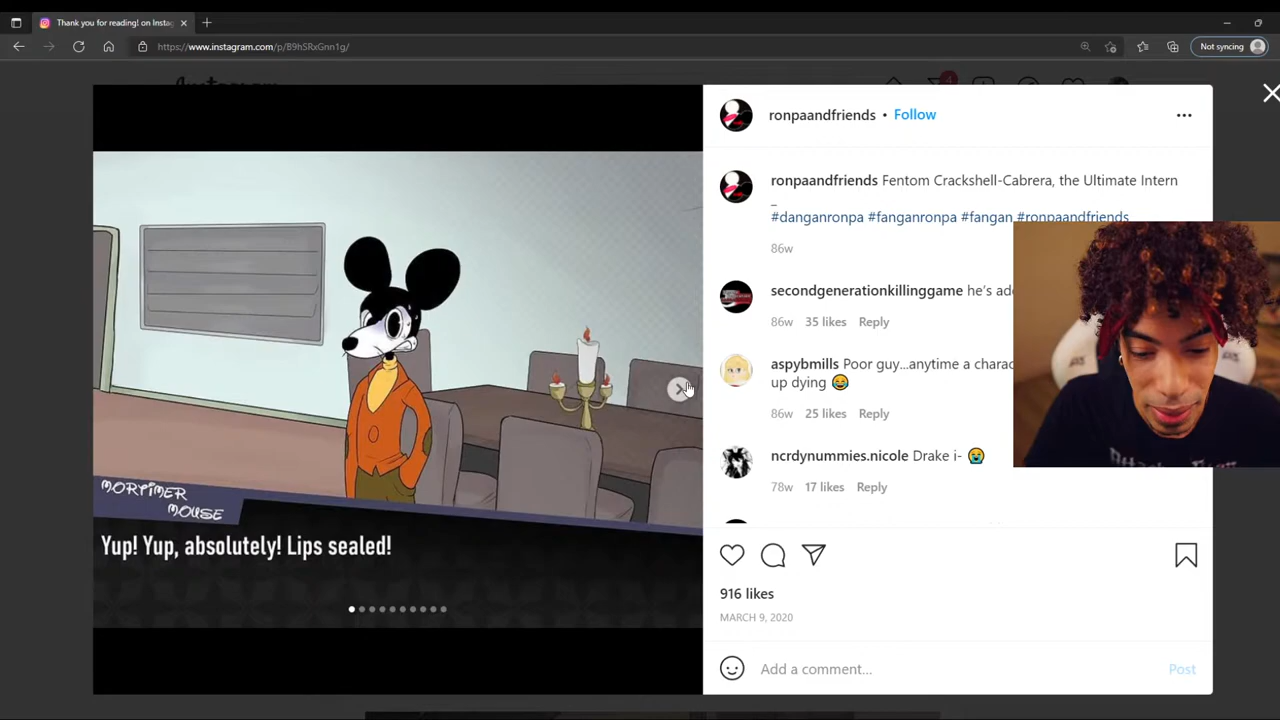 Thank you for reading! on Insta
https://www.instagram.com/p/B9hSRxGnn1g/
Not syncing
4
ronpaandfriends • Follow
ronpaandfriends Fentom Crackshell-Cabrera, the Ultimate Intern
_
#danganronpa #fanganronpa #fangan #ronpaandfriends
86w
secondgenerationkillinggame he's
86w 35 likes Reply
aspybmills Poor guy...anytime a
up dying 😂
86w 25 likes Reply
ncrdynummies.nicole Drake i- 😭
78w 17 likes Reply
MORTIMER
MOUSE
Yup! Yup, absolutely! Lips sealed!
916 likes
MARCH 9, 2020
Add a comment...
Post